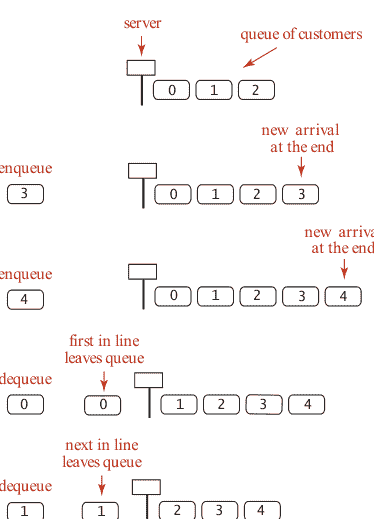 server
queue of customers
0 1 2
new arrival
at the end
enqueue
3
0 1 2 3
new arriva
at the end
enqueue
4
0 1 2 3 4
first in line
leaves queue
dequeue
0
0
1 2 3 4
next in line
leaves queue
dequeue
1
1
2 3 4